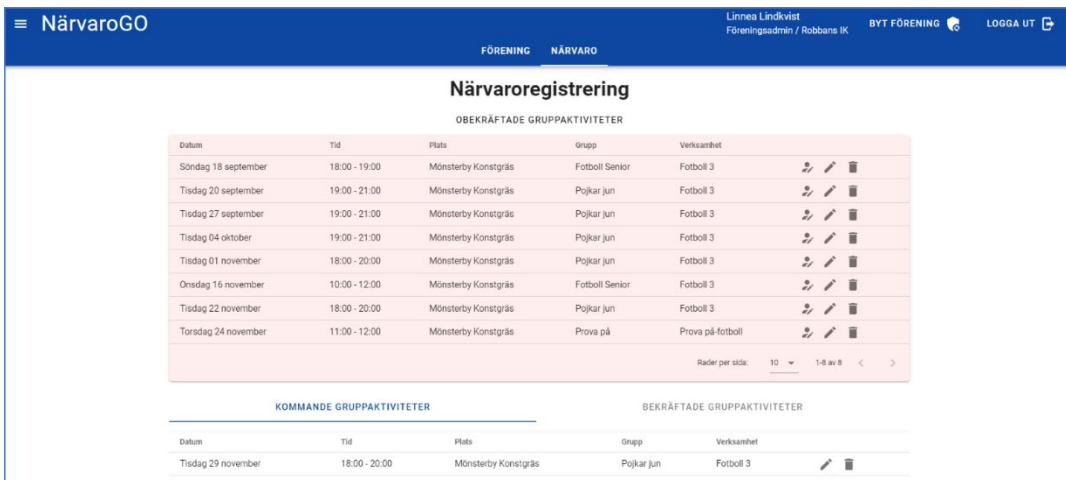 NärvaroGO
Linnea Lindkvist
Föreningsadmin / Robbans IK
BYT FÖRENING
LOGGA UT
FÖRENING NÄRVARO
Närvaroregistrering
OBEKRÄFTADE GRUPPAKTIVITETER
Datum Tid Plats Grupp Verksamhet
Söndag 18 september 18:00 - 19:00 Mönsterby Konstgräs Fotboll Senior Fotboll 3
Tisdag 20 september 19:00 - 21:00 Mönsterby Konstgräs Pojkar jun Fotboll 3
Tisdag 27 september 19:00 - 21:00 Mönsterby Konstgräs Pojkar jun Fotboll 3
Tisdag 04 oktober 19:00 - 21:00 Mönsterby Konstgräs Pojkar jun Fotboll 3
Tisdag 01 november 18:00 - 20:00 Mönsterby Konstgräs Pojkar jun Fotboll 3
Onsdag 16 november 10:00 - 12:00 Mönsterby Konstgräs Fotboll Senior Fotboll 3
Tisdag 22 november 18:00 - 20:00 Mönsterby Konstgräs Pojkar jun Fotboll 3
Torsdag 24 november 11:00 - 12:00 Mönsterby Konstgräs Prova på Prova på-fotboll
Rader per sida: 10 1-8 av 8
KOMMANDE GRUPPAKTIVITETER BEKRÄFTADE GRUPPAKTIVITETER
Datum Tid Plats Grupp Verksamhet
Tisdag 29 november 18:00 - 20:00 Mönsterby Konstgräs Pojkar jun Fotboll 3